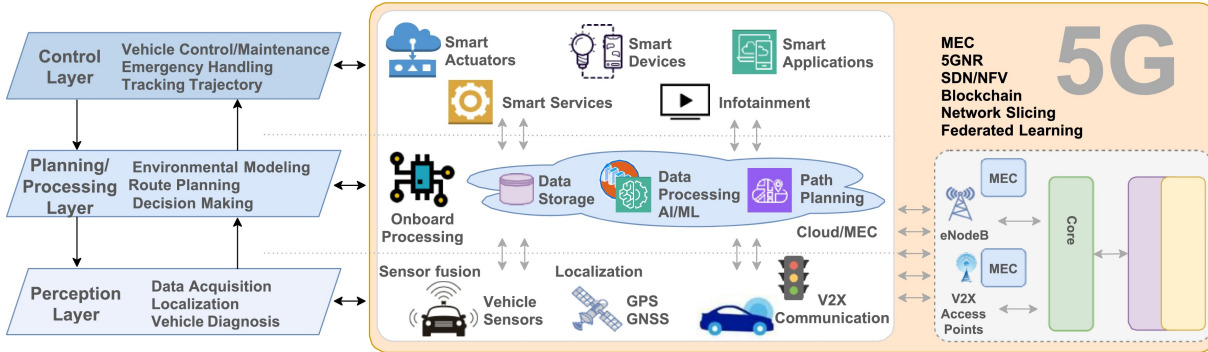 Control
Layer
Vehicle Control/Maintenance
Emergency Handling
Tracking Trajectory
Planning/
Processing
Layer
Environmental Modeling
Route Planning
Decision Making
Perception
Layer
Data Acquisition
Localization
Vehicle Diagnosis
Smart
Actuators
Smart
Devices
Smart
Applications
Smart Services
Infotainment
Onboard
Processing
Data
Storage
Data
Processing
AI/ML
Path
Planning
Cloud/MEC
Sensor fusion
Vehicle
Sensors
Localization
GPS
GNSS
V2X
Communication
MEC
5GNR
SDN/NFV
Blockchain
Network Slicing
Federated Learning
5G
MEC
eNodeB
MEC
V2X
Access
Points
Core